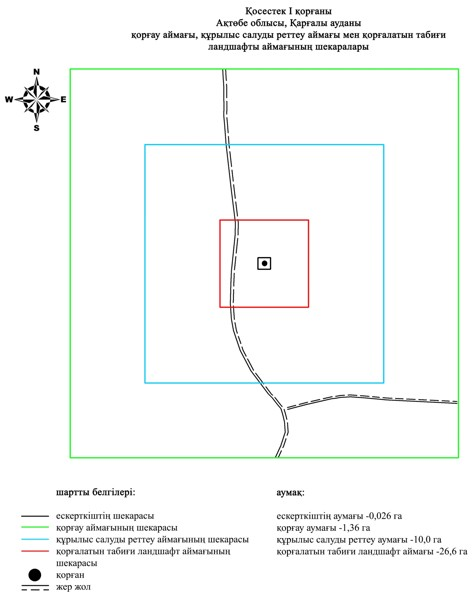 Қосестек I қорғаны
Ақтөбе облысы, Қарғалы ауданы
қорғау аймағы, құрылыс салуды реттеу аймағы мен қорғалатын табиғи
ландшафты аймағының шекаралары
N
W E
S
шартты белгілері: аумақ:
ескерткіштің шекарасы ескерткіштің аумағы -0,026 га
қорғау аймағының шекарасы қорғау аумағы -1,36 га
құрылыс салуды реттеу аймағының шекарасы құрылыс салуды реттеу аумағы -10,0 га
қорғалатын табиғи ландшафт аймағының қорғалатын табиғи ландшафт аймағы -26,6 га
шекарасы
қорған
жер жол